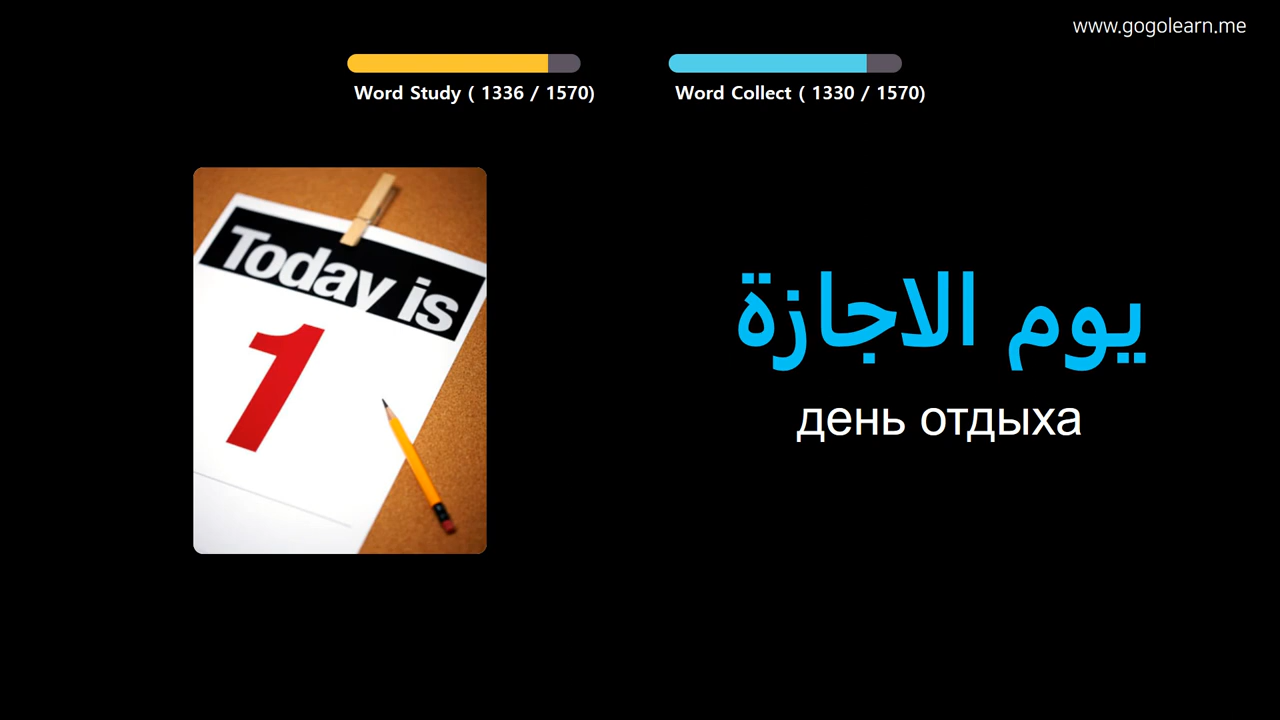 www.gogolearn.me
Word Study ( 1336 / 1570)
Word Collect ( 1330 / 1570)
Today is
1
يوم الاجازة
день отдыха